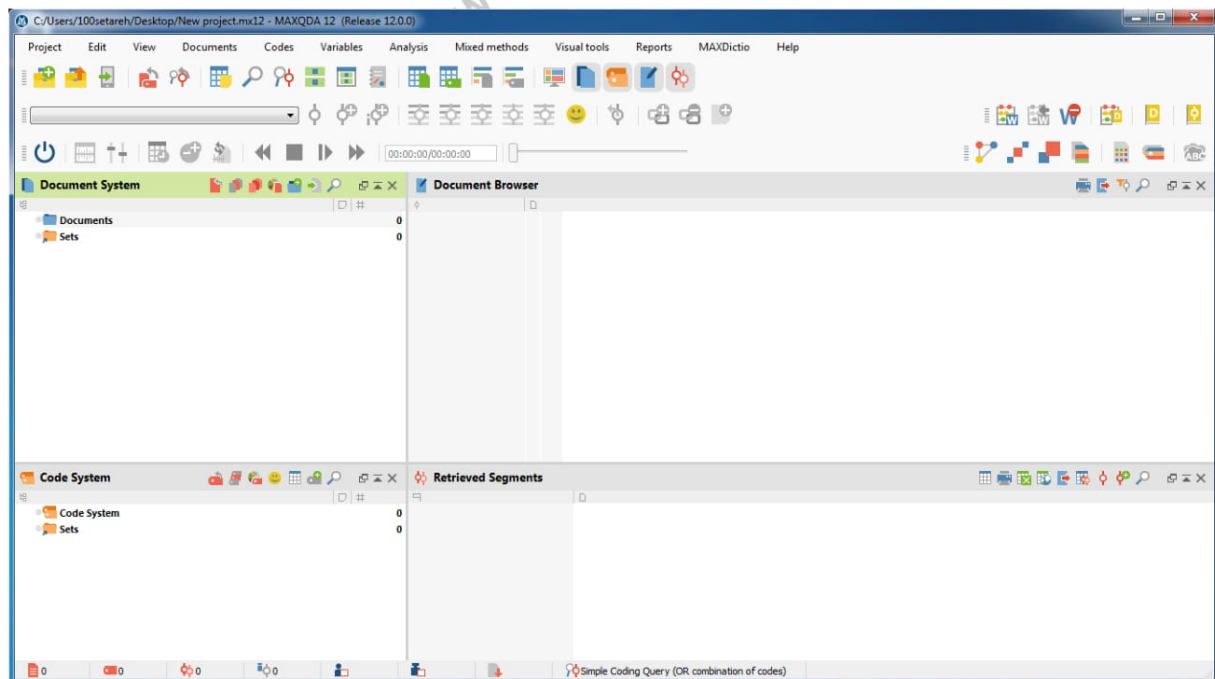 C:/Users/100setareh/Desktop/New project.mx12 - MAXQDA 12 (Release 12.0.0)
Project Edit View Documents Codes Variables Analysis Mixed methods Visual tools Reports MAXDictio Help
W W W D D
00:00:00/00:00:00
ABC
Document System
Document Browser
#
Documents 0
Sets 0
Code System
Retrieved Segments
#
Code System 0
Sets 0
0 0 0 0 Simple Coding Query (OR combination of codes)